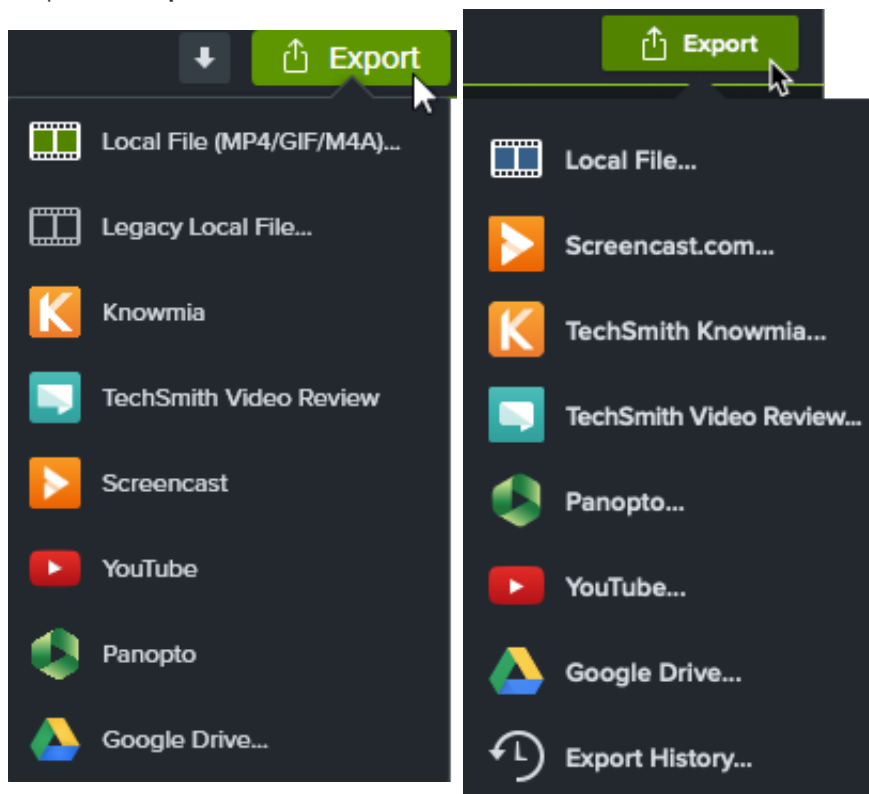 Export
Local File (MP4/GIF/M4A)...
Legacy Local File...
Knowmia
TechSmith Video Review
Screencast
YouTube
Panopto
Google Drive...
Export
Local File...
Screencast.com...
TechSmith Knowmia...
TechSmith Video Review...
Panopto...
YouTube...
Google Drive...
Export History...